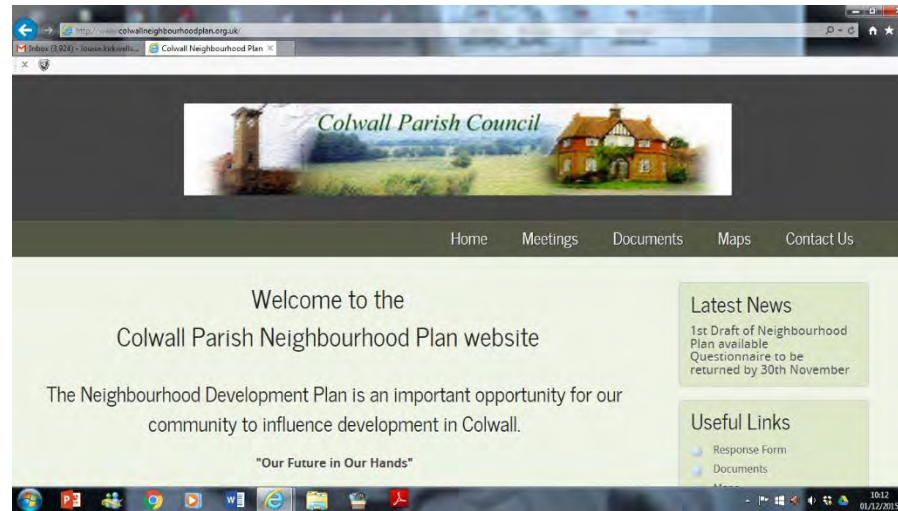 http://www.colwallneighbourhoodplan.org.uk/
Inbox (3,924) -
Colwall Neighbourhood Plan
Colwall Parish Council
Home Meetings Documents Maps Contact Us
Welcome to the
Colwall Parish Neighbourhood Plan website
The Neighbourhood Development Plan is an important opportunity for our
community to influence development in Colwall.
"Our Future in Our Hands"
Latest News
1st Draft of Neighbourhood
Plan available
Questionnaire to be
returned by 30th November
Useful Links
Response Form
Documents
10:12
01/12/2015